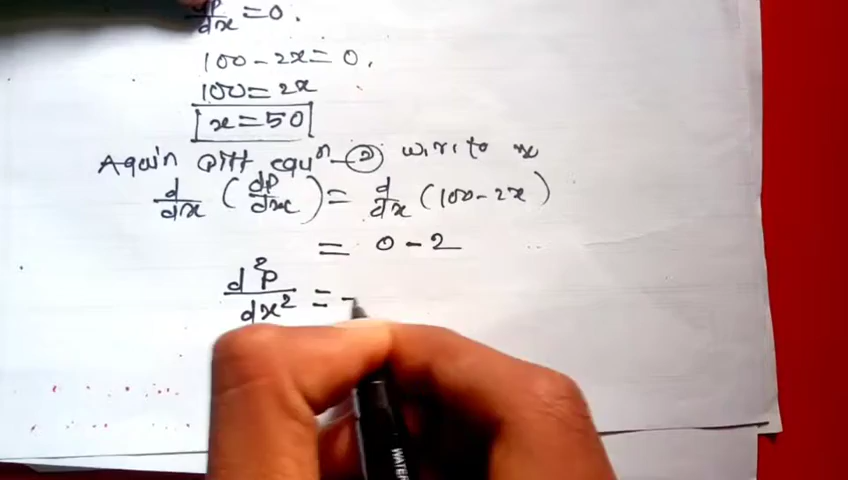 dp/dx = 0.
100 - 2x = 0.
100 = 2x
x = 50
Again Diff equⁿ - ② w.r. to x
d/dx (dp/dx) = d/dx (100 - 2x)
= 0 - 2
d²p/dx² = -
WATER